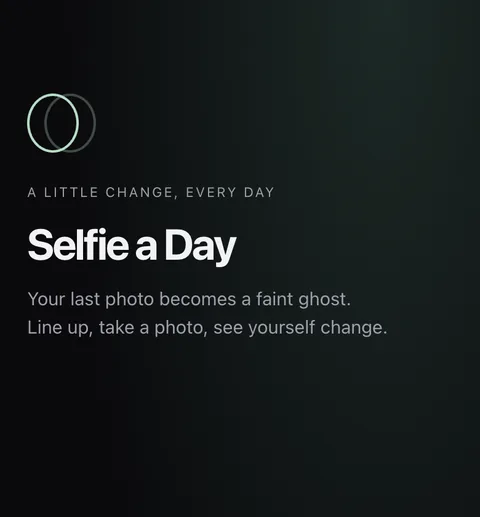 A LITTLE CHANGE, EVERY DAY
Selfie a Day
Your last photo becomes a faint ghost.
Line up, take a photo, see yourself change.